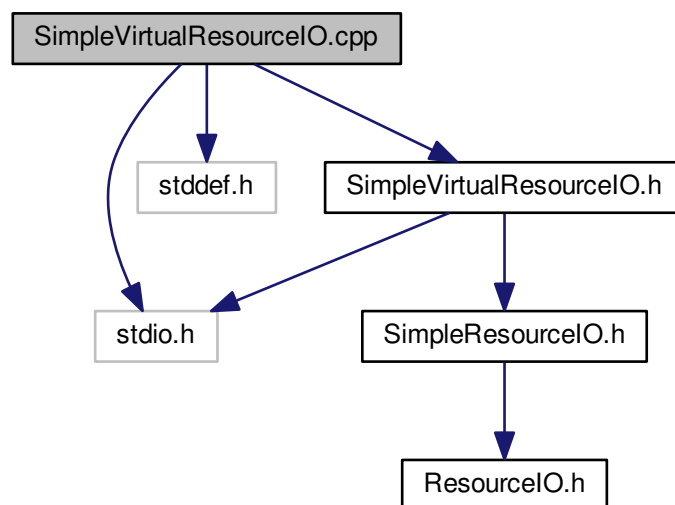 SimpleVirtualResourceIO.cpp
stddef.h
SimpleVirtualResourceIO.h
stdio.h
SimpleResourceIO.h
ResourceIO.h